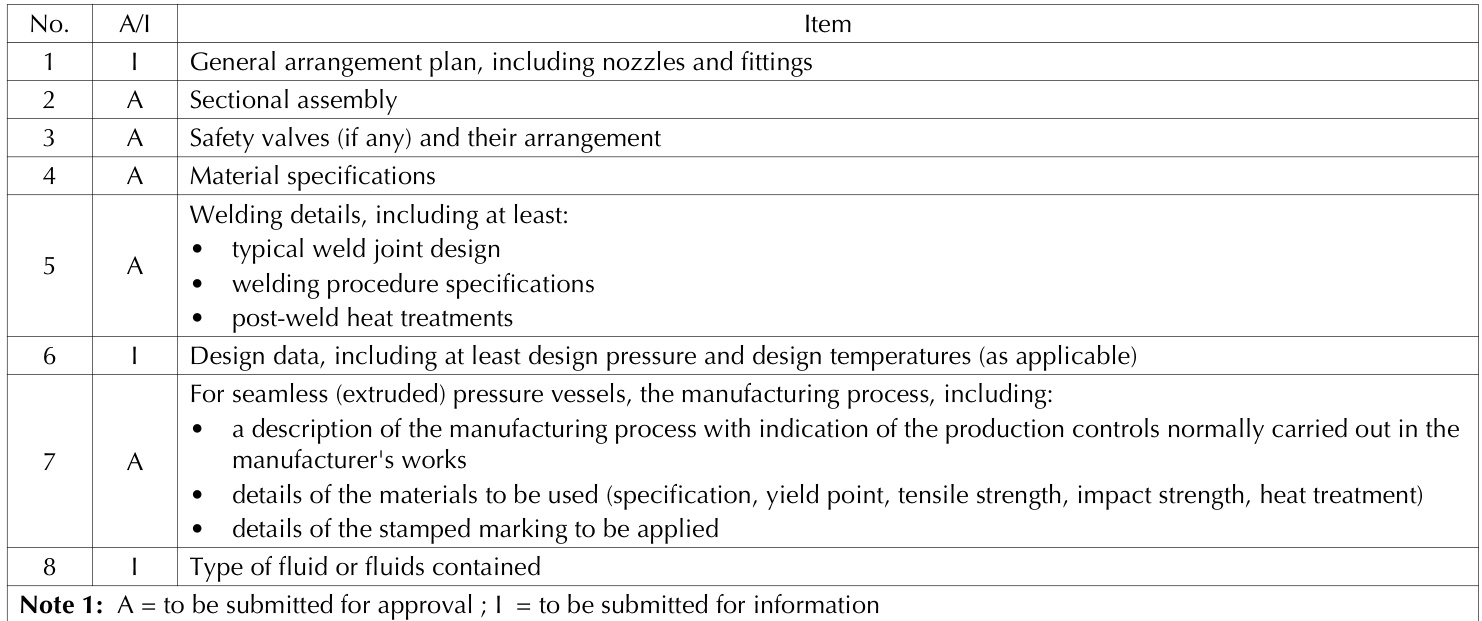 No. A/I Item
1 I General arrangement plan, including nozzles and fittings
2 A Sectional assembly
3 A Safety valves (if any) and their arrangement
4 A Material specifications
Welding details, including at least:
• typical weld joint design
5 A
• welding procedure specifications
• post-weld heat treatments
6 I Design data, including at least design pressure and design temperatures (as applicable)
For seamless (extruded) pressure vessels, the manufacturing process, including:
• a description of the manufacturing process with indication of the production controls normally carried out in the
7 A manufacturer's works
• details of the materials to be used (specification, yield point, tensile strength, impact strength, heat treatment)
• details of the stamped marking to be applied
8 I Type of fluid or fluids contained
Note 1: A = to be submitted for approval ; I = to be submitted for information